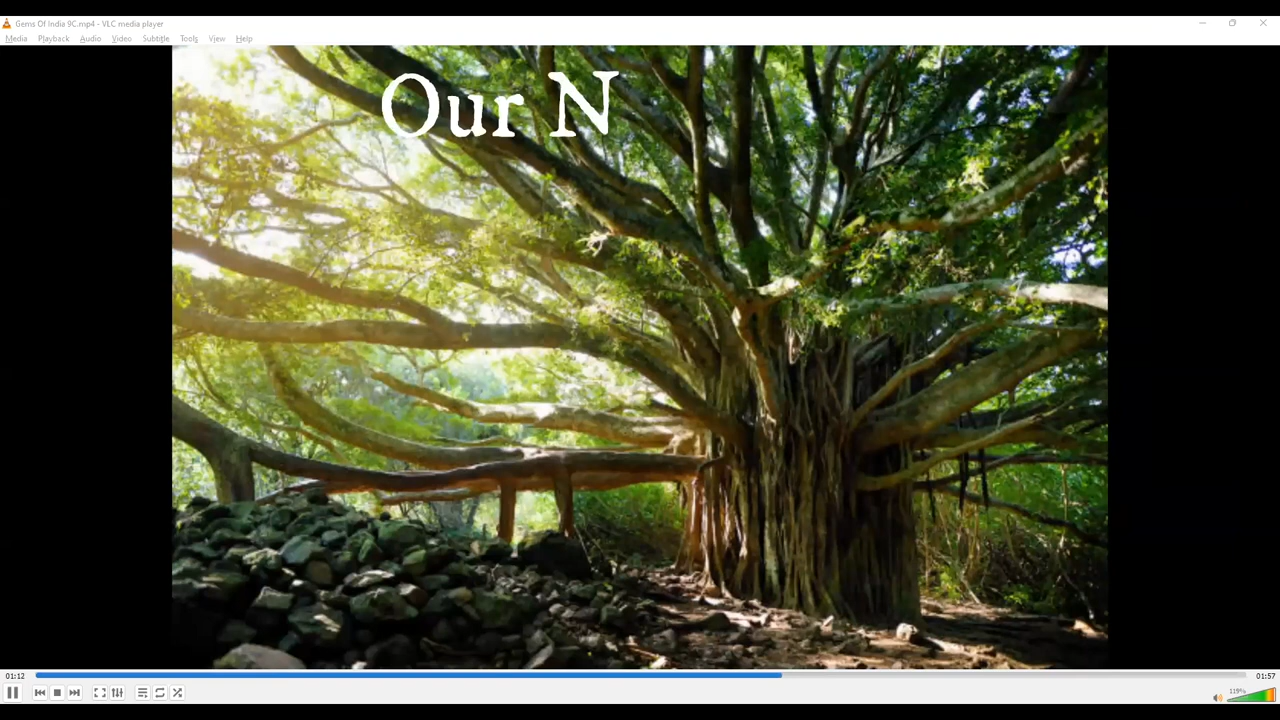 Gems Of India 9C.mp4 - VLC media player
Media Playback Audio Video Subtitle Tools View Help
Our N
01:12 01:57
119%